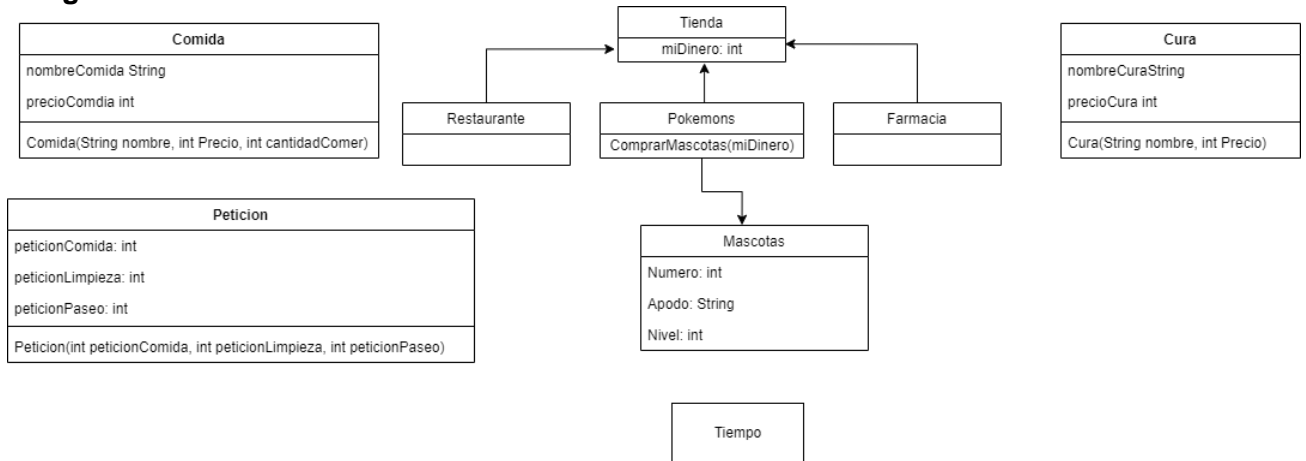 Comida
nombreComida String
precioComdia int
Comida(String nombre, int Precio, int cantidadComer)
Tienda
miDinero: int
Restaurante
Pokemons
ComprarMascotas(miDinero)
Farmacia
Cura
nombreCuraString
precioCura int
Cura(String nombre, int Precio)
Peticion
peticionComida: int
peticionLimpieza: int
peticionPaseo: int
Peticion(int peticionComida, int peticionLimpieza, int peticionPaseo)
Mascotas
Numero: int
Apodo: String
Nivel: int
Tiempo